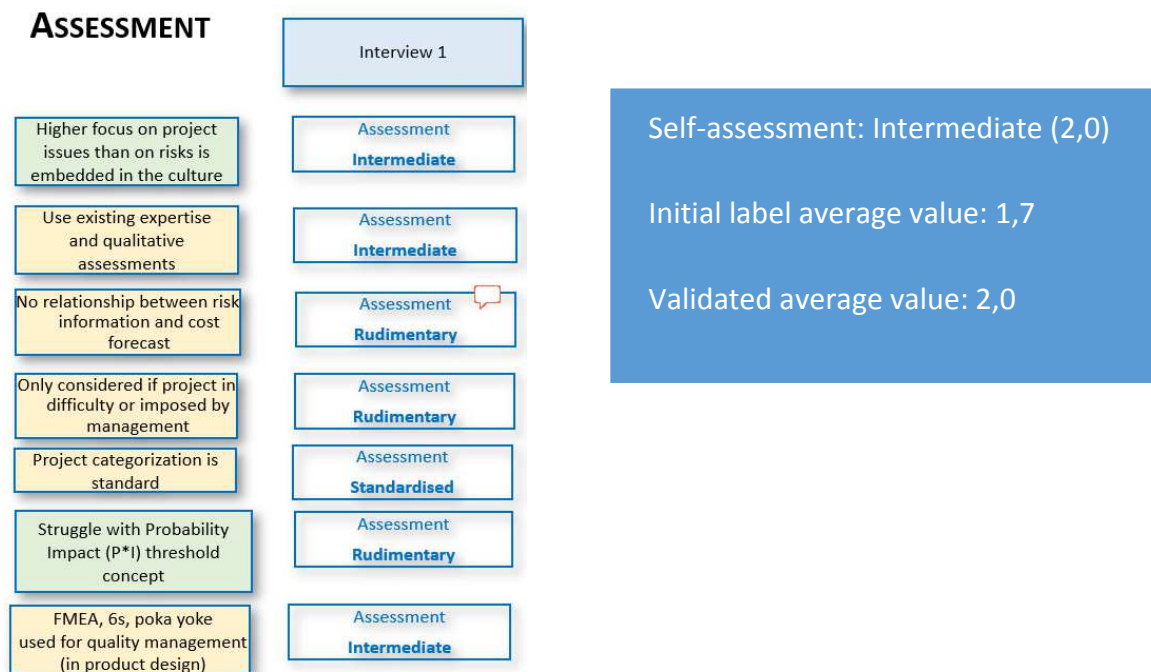 ASSESSMENT
Interview 1
Higher focus on project
issues than on risks is
embedded in the culture
Assessment
Intermediate
Use existing expertise
and qualitative
assessments
Assessment
Intermediate
No relationship between risk
information and cost
forecast
Assessment
Rudimentary
Only considered if project in
difficulty or imposed by
management
Assessment
Rudimentary
Project categorization is
standard
Assessment
Standardised
Struggle with Probability
Impact (P*I) threshold
concept
Assessment
Rudimentary
FMEA, 6s, poka yoke
used for quality management
(in product design)
Assessment
Intermediate
Self-assessment: Intermediate (2,0)
Initial label average value: 1,7
Validated average value: 2,0